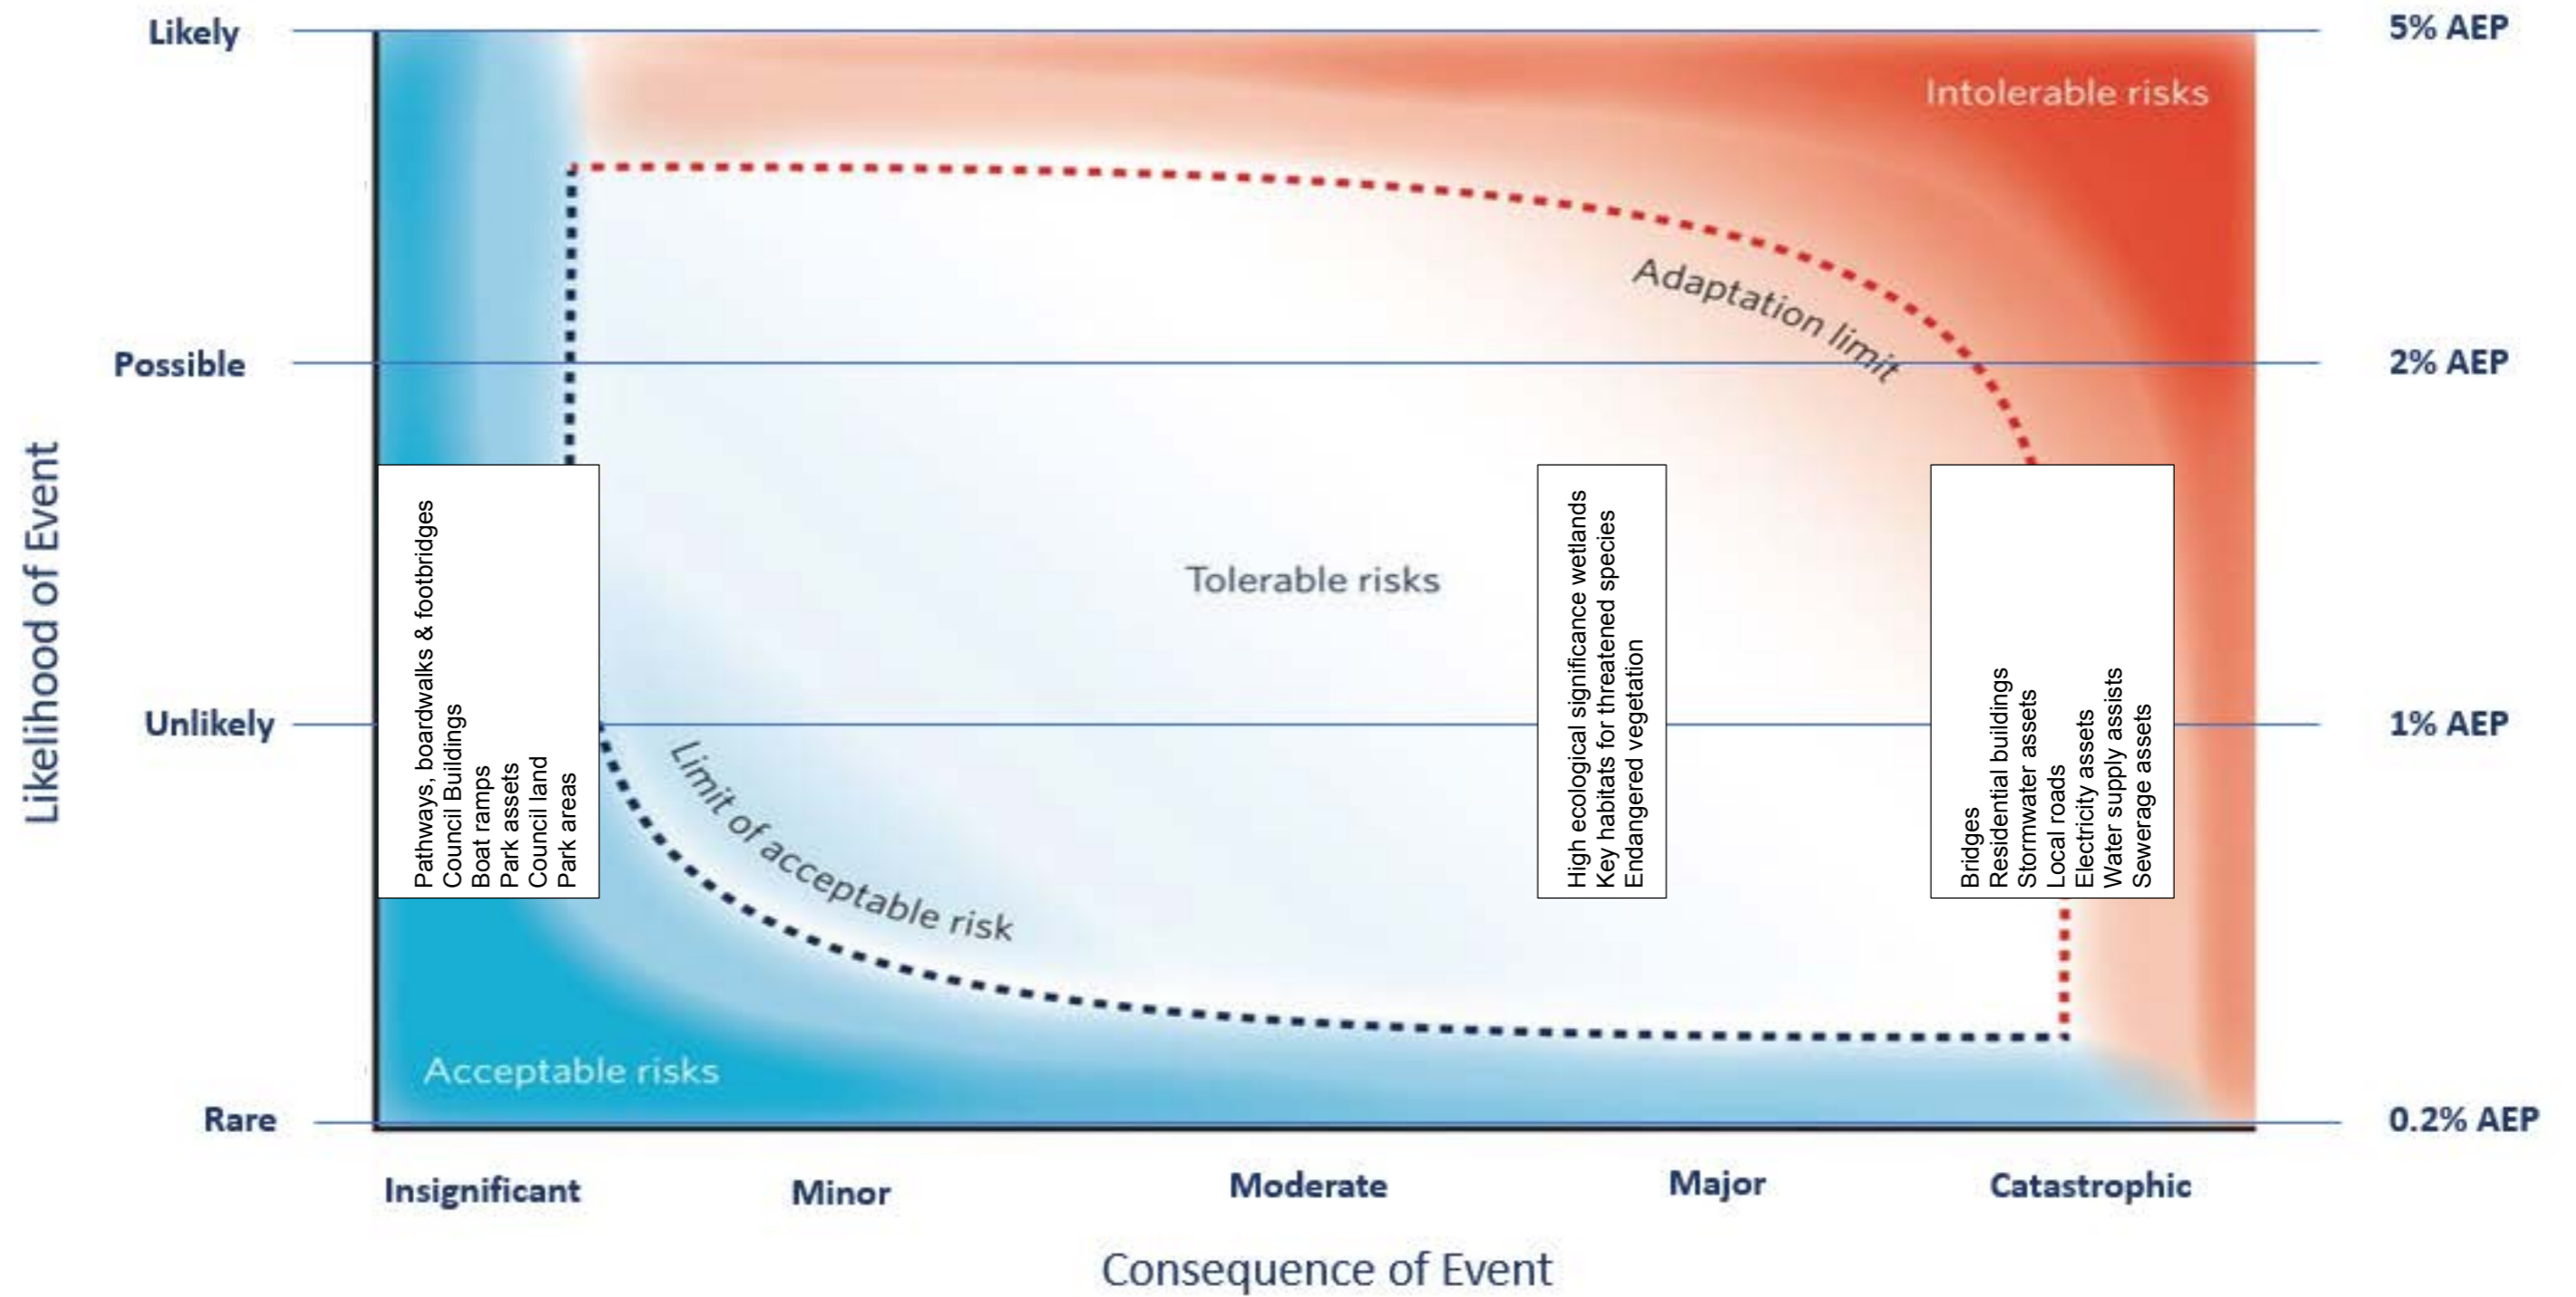 Likely
5% AEP
Intolerable risks
Adaptation limit
Possible
2% AEP
Likelihood of Event
Pathways, boardwalks & footbridges
Council Buildings
Boat ramps
Park assets
Council land
Park areas
Tolerable risks
High ecological significance wetlands
Key habitats for threatened species
Endangered vegetation
Bridges
Residential buildings
Stormwater assets
Local roads
Electricity assets
Water supply assists
Sewerage assets
Unlikely
1% AEP
Limit of acceptable risk
Acceptable risks
Rare
0.2% AEP
Insignificant
Minor
Moderate
Major
Catastrophic
Consequence of Event